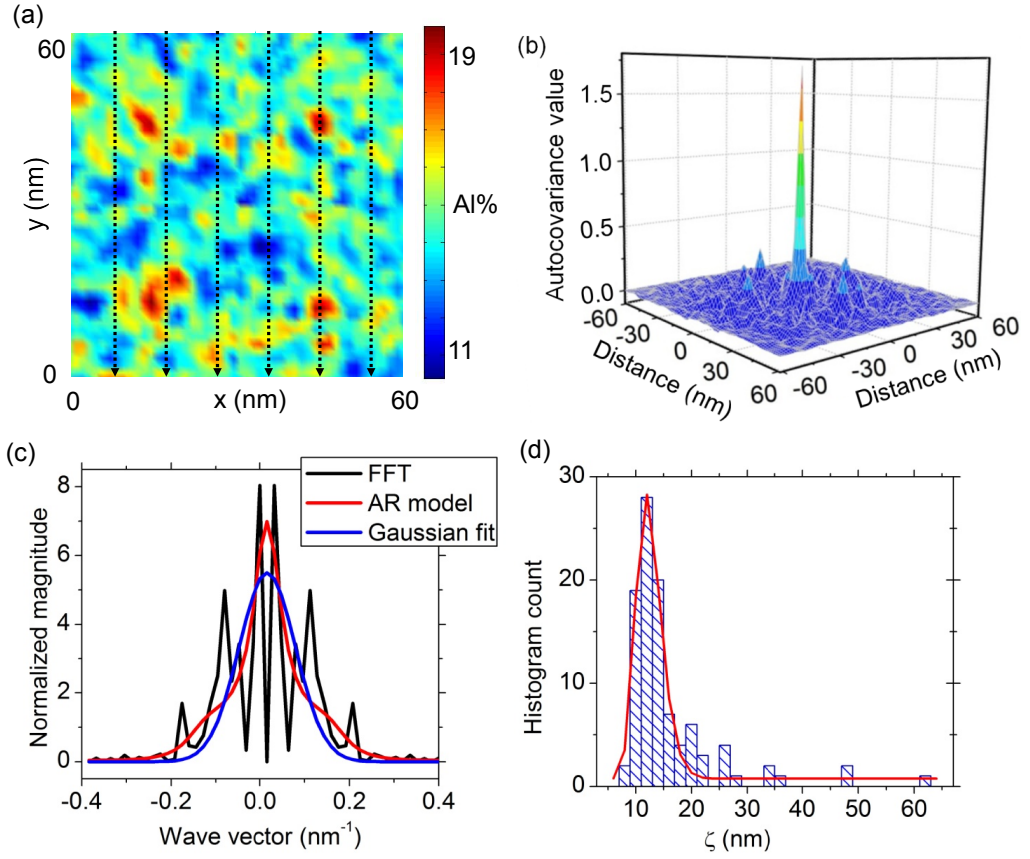 (a)
60
y (nm)
0
0
x (nm)
60
19
Al%
11
(b)
Autocovariance value
1.5
1.0
0.5
0.0
-60
-30
0
30
60
Distance (nm)
-60
-30
0
30
60
Distance (nm)
(c)
FFT
AR model
Gaussian fit
Normalized magnitude
8
6
4
2
0
-0.4
-0.2
0.0
0.2
0.4
Wave vector (nm⁻¹)
(d)
Histogram count
30
20
10
0
10
20
30
40
50
60
ζ (nm)